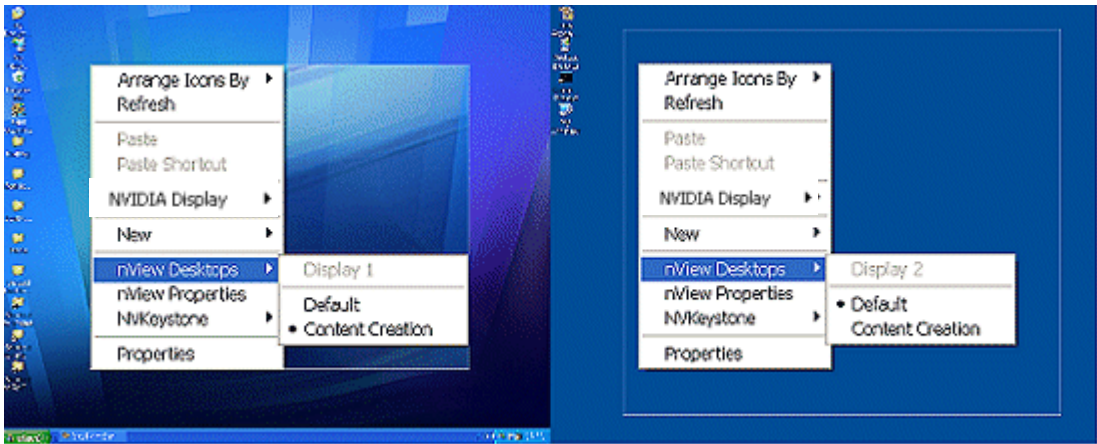 Arrange Icons By
Refresh
Paste
Paste Shortcut
NVIDIA Display
New
nView Desktops
nView Properties
NVKeystone
Properties
Display 1
Default
Content Creation
Arrange Icons By
Refresh
Paste
Paste Shortcut
NVIDIA Display
New
nView Desktops
nView Properties
NVKeystone
Properties
Display 2
Default
Content Creation